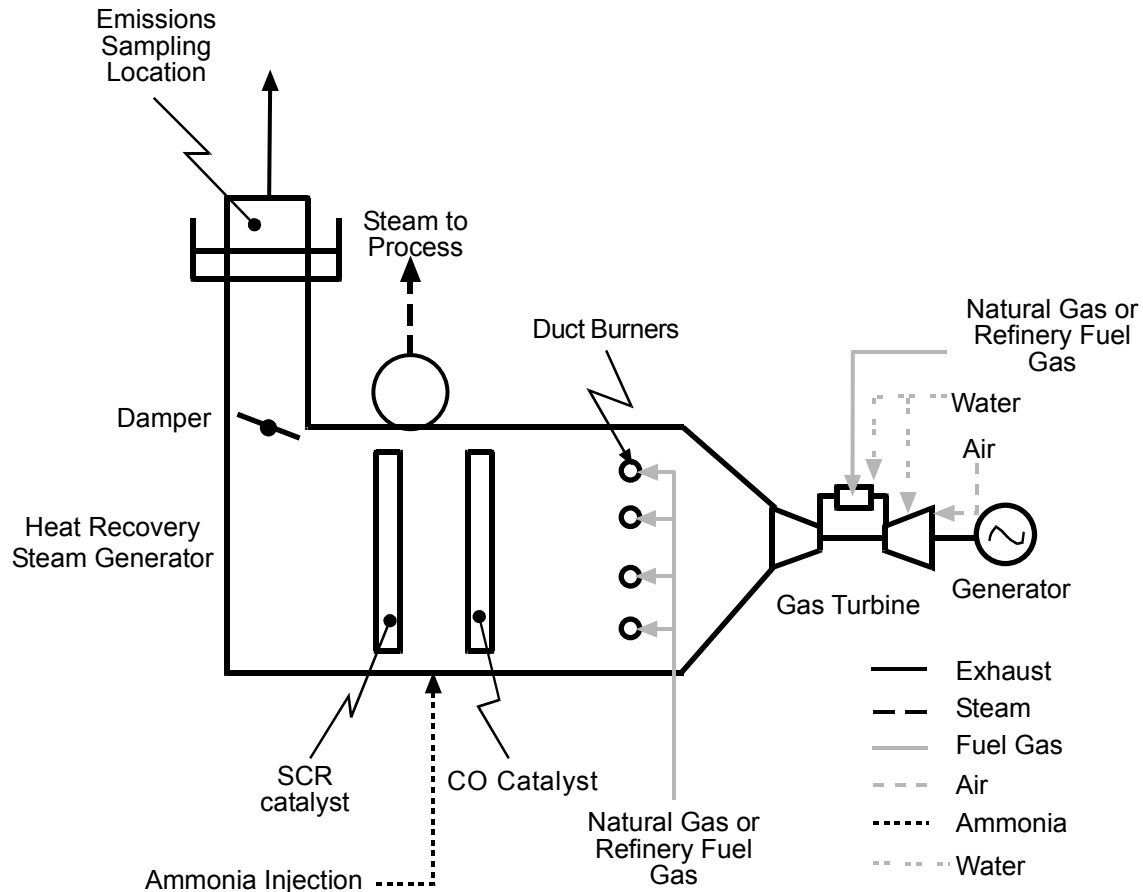 Emissions
Sampling
Location
Steam to
Process
Duct Burners
Natural Gas or
Refinery Fuel
Gas
Water
Air
Damper
Heat Recovery
Steam Generator
Gas Turbine
Generator
SCR
catalyst
CO Catalyst
Natural Gas or
Refinery Fuel
Gas
Ammonia Injection
Exhaust
Steam
Fuel Gas
Air
Ammonia
Water